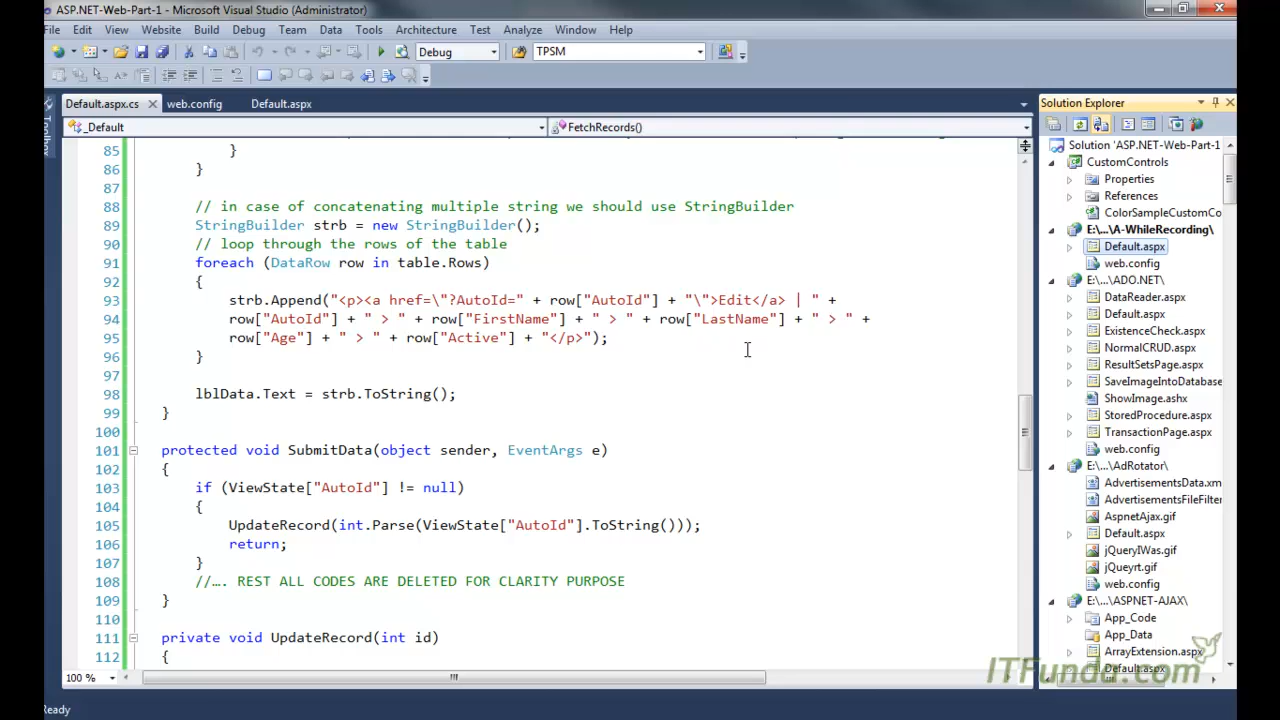 ASP.NET-Web-Part-1 - Microsoft Visual Studio (Administrator)
File Edit View Website Build Debug Team Data Tools Architecture Test Analyze Window Help
Debug TPSM
Default.aspx.cs web.config Default.aspx
_Default FetchRecords()
85 }
86 }
87
88 // in case of concatenating multiple string we should use StringBuilder
89 StringBuilder strb = new StringBuilder();
90 // loop through the rows of the table
91 foreach (DataRow row in table.Rows)
92 {
93 strb.Append("<p><a href=\"?AutoId=" + row["AutoId"] + "\">Edit</a> | " +
94 row["AutoId"] + " > " + row["FirstName"] + " > " + row["LastName"] + " > " +
95 row["Age"] + " > " + row["Active"] + "</p>");
96 }
97
98 lblData.Text = strb.ToString();
99 }
100
101 protected void SubmitData(object sender, EventArgs e)
102 {
103 if (ViewState["AutoId"] != null)
104 {
105 UpdateRecord(int.Parse(ViewState["AutoId"].ToString()));
106 return;
107 }
108 //…. REST ALL CODES ARE DELETED FOR CLARITY PURPOSE
109 }
110
111 private void UpdateRecord(int id)
112 {
100 %
Toolbox
Solution Explorer
Solution 'ASP.NET-Web-Part-1
CustomControls
Properties
References
ColorSampleCustomCo
E:\...\A-WhileRecording\
Default.aspx
web.config
E:\...\ADO.NET\
DataReader.aspx
Default.aspx
ExistenceCheck.aspx
NormalCRUD.aspx
ResultSetsPage.aspx
SaveImageIntoDatabase
ShowImage.ashx
StoredProcedure.aspx
TransactionPage.aspx
web.config
E:\...\AdRotator\
AdvertisementsData.xm
AdvertisementsFileFilter
AspnetAjax.gif
Default.aspx
jQueryIWas.gif
jQueyrt.gif
web.config
E:\...\ASPNET-AJAX\
App_Code
App_Data
ArrayExtension.aspx
Default.aspx
ITFunda.com
Ready